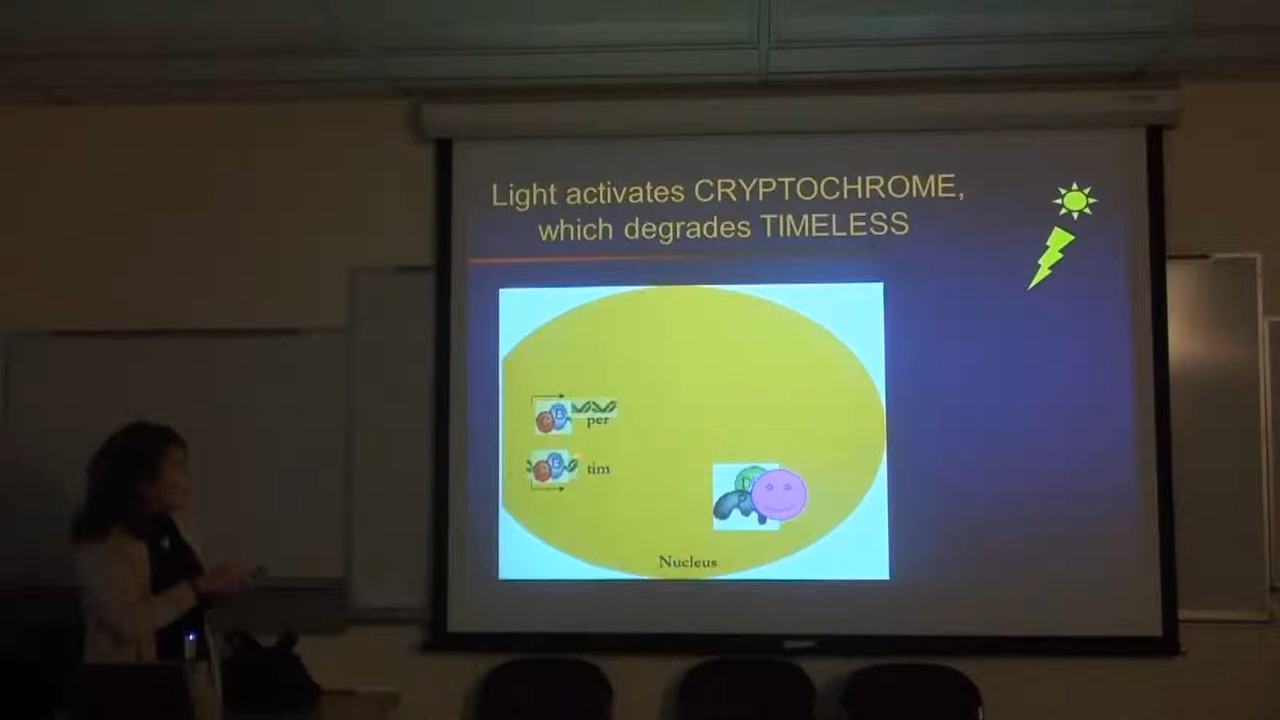 Light activates CRYPTOCHROME,
which degrades TIMELESS
per
tim
Nucleus